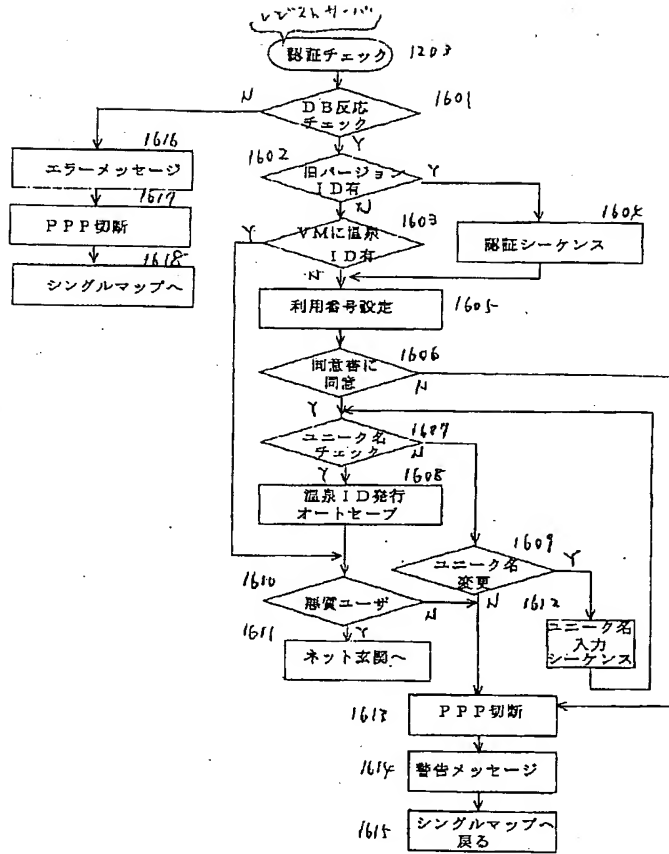 レジストサーバ
認証チェック
1203
N
DB反応
チェック
1601
1616
エラーメッセージ
1617
PPP切断
1618
シングルマップへ
Y
1602
旧バージョン
ID有
Y
N
1603
Y
VMに温泉
ID有
1604
認証シーケンス
N
利用番号設定
1605
1606
同意書に
同意
N
Y
1607
ユニーク名
チェック
N
Y
1608
温泉ID発行
オートセーブ
1609
ユニーク名
変更
Y
1610
悪質ユーザ
N
N
1612
ユニーク名
入力
シーケンス
1611
Y
ネット玄関へ
1613
PPP切断
1614
警告メッセージ
1615
シングルマップへ
戻る